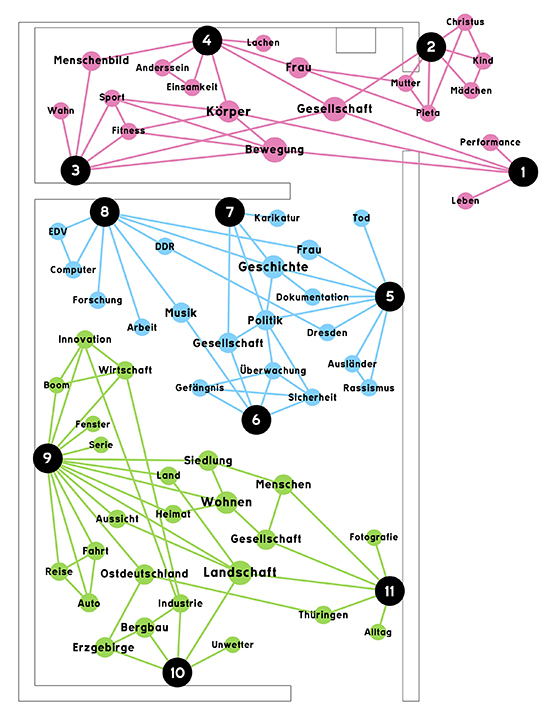 Christus
4
Lachen
2
Menschenbild
Kind
Anderssein
Frau
Mutter
Einsamkeit
Mädchen
Sport
Wahn
Körper
Gesellschaft
Pieta
Fitness
Performance
Bewegung
3
1
Leben
8
7
Karikatur
Tod
EDV
DDR
Frau
Computer
Geschichte
Forschung
Dokumentation
5
Musik
Politik
Arbeit
Dresden
Gesellschaft
Innovation
Überwachung
Ausländer
Wirtschaft
Boom
Gefängnis
Sicherheit
Rassismus
6
Fenster
Serie
9
Siedlung
Land
Menschen
Wohnen
Heimat
Aussicht
Gesellschaft
Fotografie
Fahrt
Reise
Ostdeutschland
Landschaft
11
Auto
Industrie
Thüringen
Bergbau
Alltag
Erzgebirge
Unwetter
10